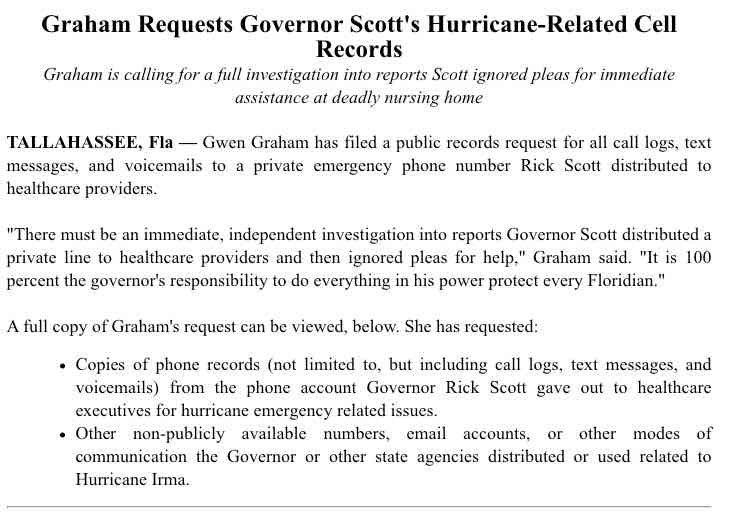 Graham Requests Governor Scott's Hurricane-Related Cell
Records
Graham is calling for a full investigation into reports Scott ignored pleas for immediate
assistance at deadly nursing home
TALLAHASSEE, Fla — Gwen Graham has filed a public records request for all call logs, text
messages, and voicemails to a private emergency phone number Rick Scott distributed to
healthcare providers.
"There must be an immediate, independent investigation into reports Governor Scott distributed a
private line to healthcare providers and then ignored pleas for help," Graham said. "It is 100
percent the governor's responsibility to do everything in his power protect every Floridian."
A full copy of Graham's request can be viewed, below. She has requested:
• Copies of phone records (not limited to, but including call logs, text messages, and
voicemails) from the phone account Governor Rick Scott gave out to healthcare
executives for hurricane emergency related issues.
• Other non-publicly available numbers, email accounts, or other modes of
communication the Governor or other state agencies distributed or used related to
Hurricane Irma.